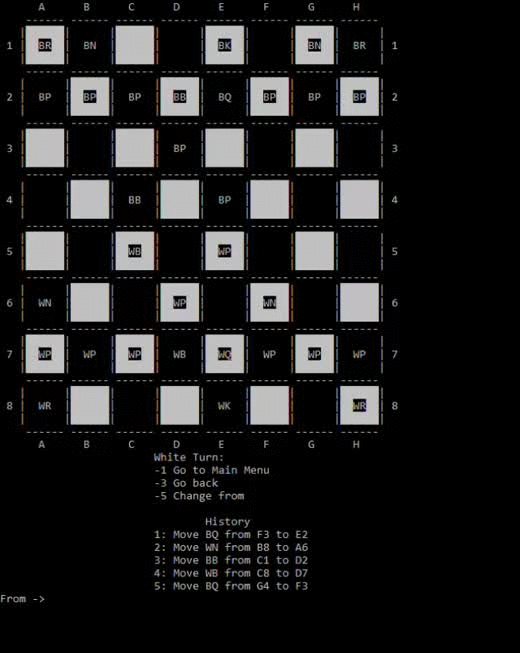 A B C D E F G H
1 BR BN BK BN BR 1
2 BP BP BP BB BQ BP BP BP 2
3 BP 3
4 BB BP 4
5 WB WP 5
6 WN WP WN 6
7 WP WP WP WB WQ WP WP WP 7
8 WR WK WR 8
A B C D E F G H
White Turn:
-1 Go to Main Menu
-3 Go back
-5 Change from
History
1: Move BQ from F3 to E2
2: Move WN from B8 to A6
3: Move BB from C1 to D2
4: Move WB from C8 to D7
5: Move BQ from G4 to F3
From ->